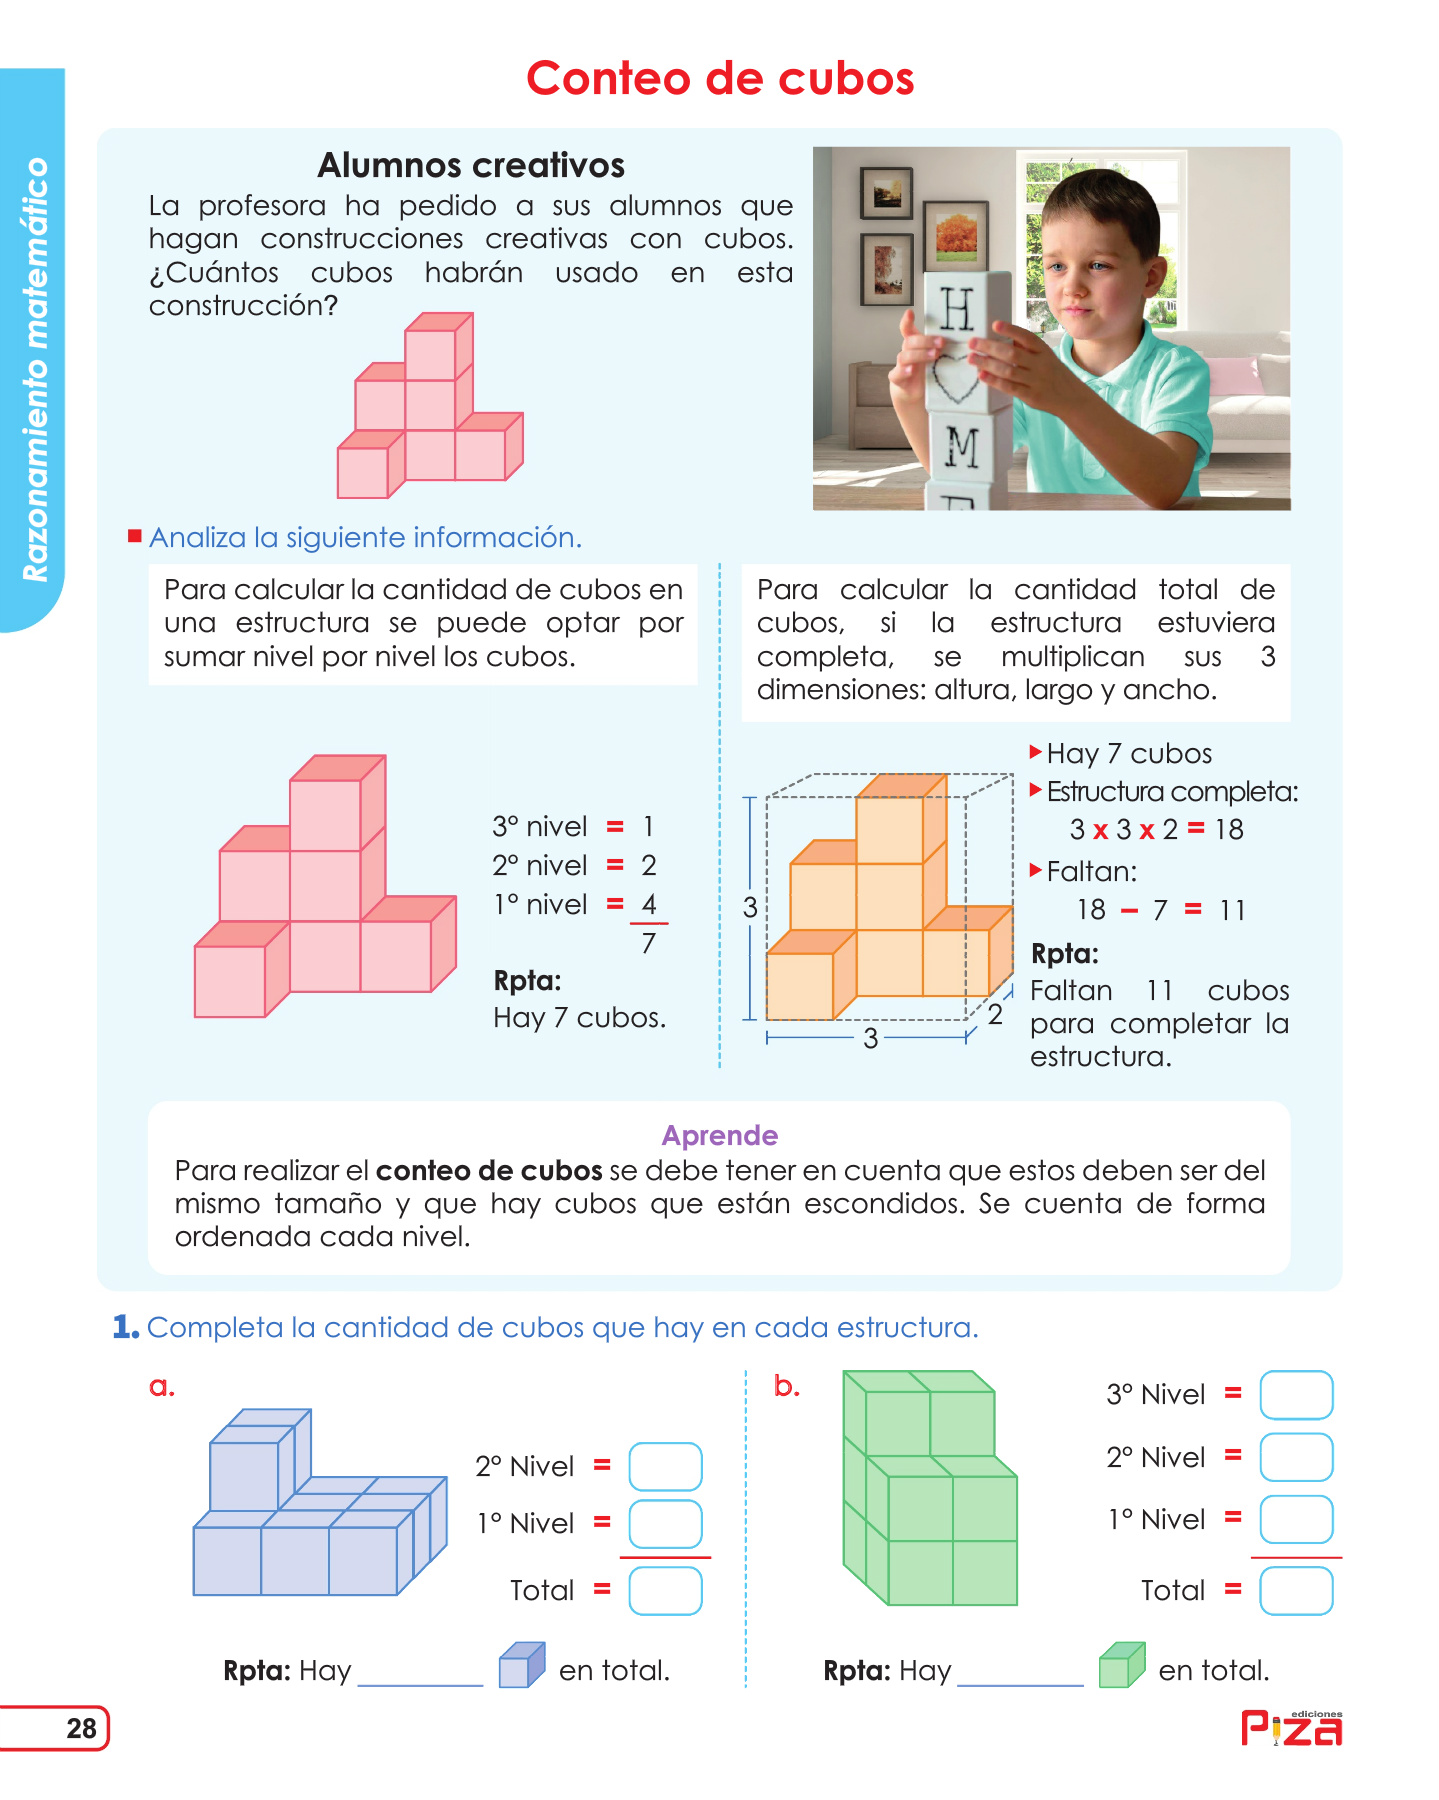 Conteo de cubos
Razonamiento matemático
Alumnos creativos
La profesora ha pedido a sus alumnos que
hagan construcciones creativas con cubos.
¿Cuántos cubos habrán usado en esta
construcción?
H
M
Analiza la siguiente información.
Para calcular la cantidad de cubos en
una estructura se puede optar por
sumar nivel por nivel los cubos.
3° nivel = 1
2° nivel = 2
1° nivel = 4
7
Rpta:
Hay 7 cubos.
Para calcular la cantidad total de
cubos, si la estructura estuviera
completa, se multiplican sus 3
dimensiones: altura, largo y ancho.
3
3
2
Hay 7 cubos
Estructura completa:
3 x 3 x 2 = 18
Faltan:
18 – 7 = 11
Rpta:
Faltan 11 cubos
para completar la
estructura.
Aprende
Para realizar el conteo de cubos se debe tener en cuenta que estos deben ser del
mismo tamaño y que hay cubos que están escondidos. Se cuenta de forma
ordenada cada nivel.
1. Completa la cantidad de cubos que hay en cada estructura.
a.
2° Nivel =
1° Nivel =
Total =
Rpta: Hay ________ en total.
b.
3° Nivel =
2° Nivel =
1° Nivel =
Total =
Rpta: Hay ________ en total.
28
ediciones
Piza